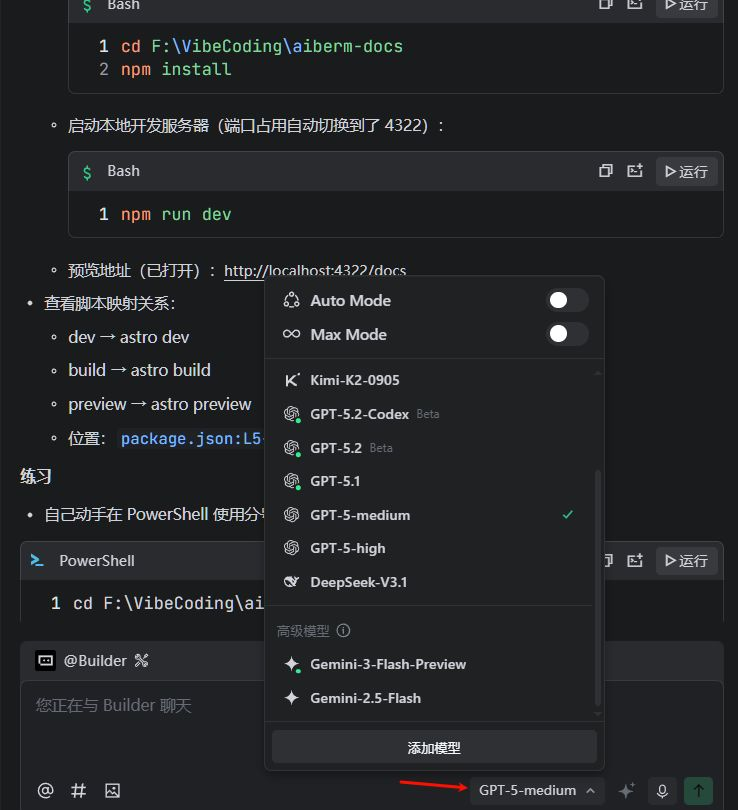 Bash
运行
1 cd F:\VibeCoding\aiberm-docs
2 npm install
启动本地开发服务器（端口占用自动切换到了 4322）：
Bash
运行
1 npm run dev
预览地址（已打开）：http://localhost:4322/docs
查看脚本映射关系：
dev → astro dev
build → astro build
preview → astro preview
位置： package.json:L5-
练习
自己动手在 PowerShell 使用分
PowerShell
运行
1 cd F:\VibeCoding\ai
Auto Mode
Max Mode
Kimi-K2-0905
GPT-5.2-Codex Beta
GPT-5.2 Beta
GPT-5.1
GPT-5-medium
GPT-5-high
DeepSeek-V3.1
高级模型
Gemini-3-Flash-Preview
Gemini-2.5-Flash
添加模型
@Builder
您正在与 Builder 聊天
GPT-5-medium